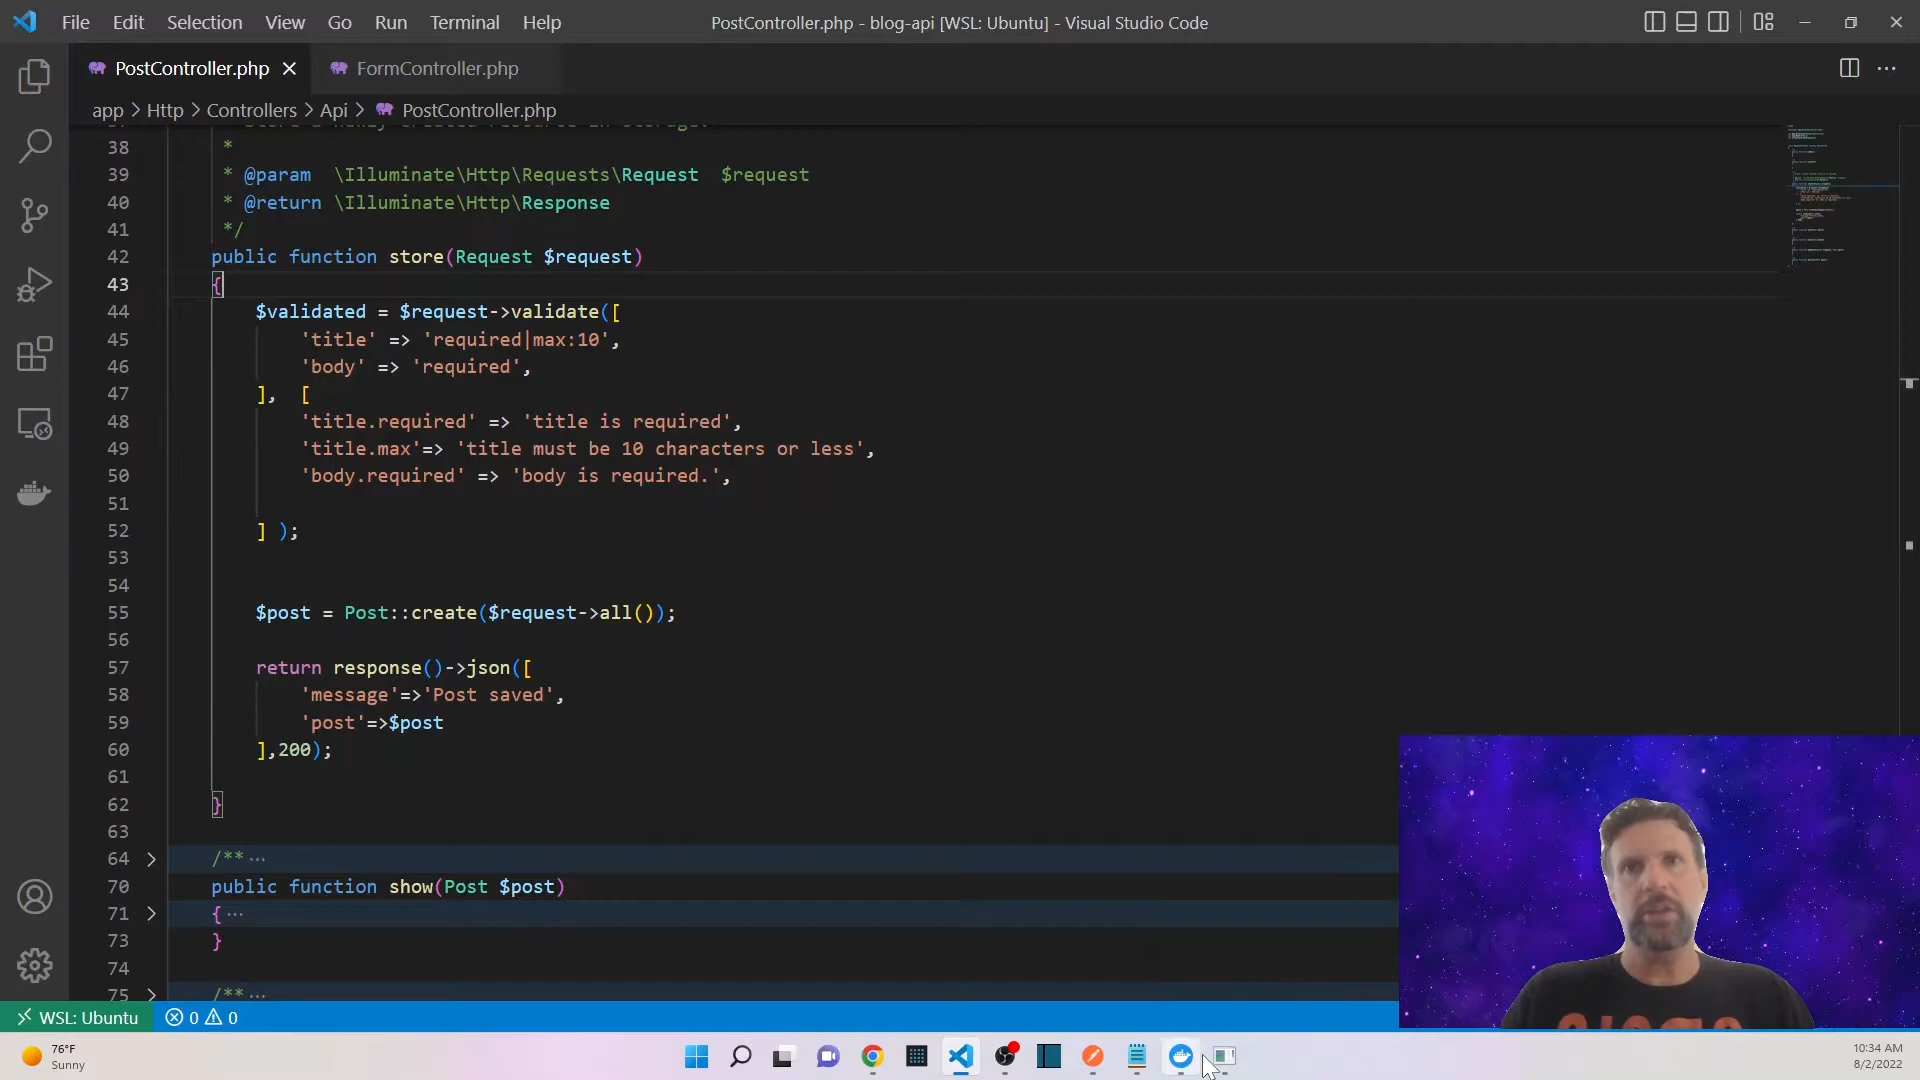 File Edit Selection View Go Run Terminal Help
PostController.php - blog-api [WSL: Ubuntu] - Visual Studio Code
PostController.php
FormController.php
app > Http > Controllers > Api > PostController.php
38 *
39 * @param \Illuminate\Http\Requests\Request $request
40 * @return \Illuminate\Http\Response
41 */
42 public function store(Request $request)
43 {
44 $validated = $request->validate([
45 'title' => 'required|max:10',
46 'body' => 'required',
47 ], [
48 'title.required' => 'title is required',
49 'title.max'=> 'title must be 10 characters or less',
50 'body.required' => 'body is required.',
51
52 ] );
53
54
55 $post = Post::create($request->all());
56
57 return response()->json([
58 'message'=>'Post saved',
59 'post'=>$post
60 ],200);
61
62 }
63
64 /** ...
70 public function show(Post $post)
71 { ...
73 }
74
75 /** ...
WSL: Ubuntu 0 0
76°F
Sunny
10:34 AM
8/2/2022